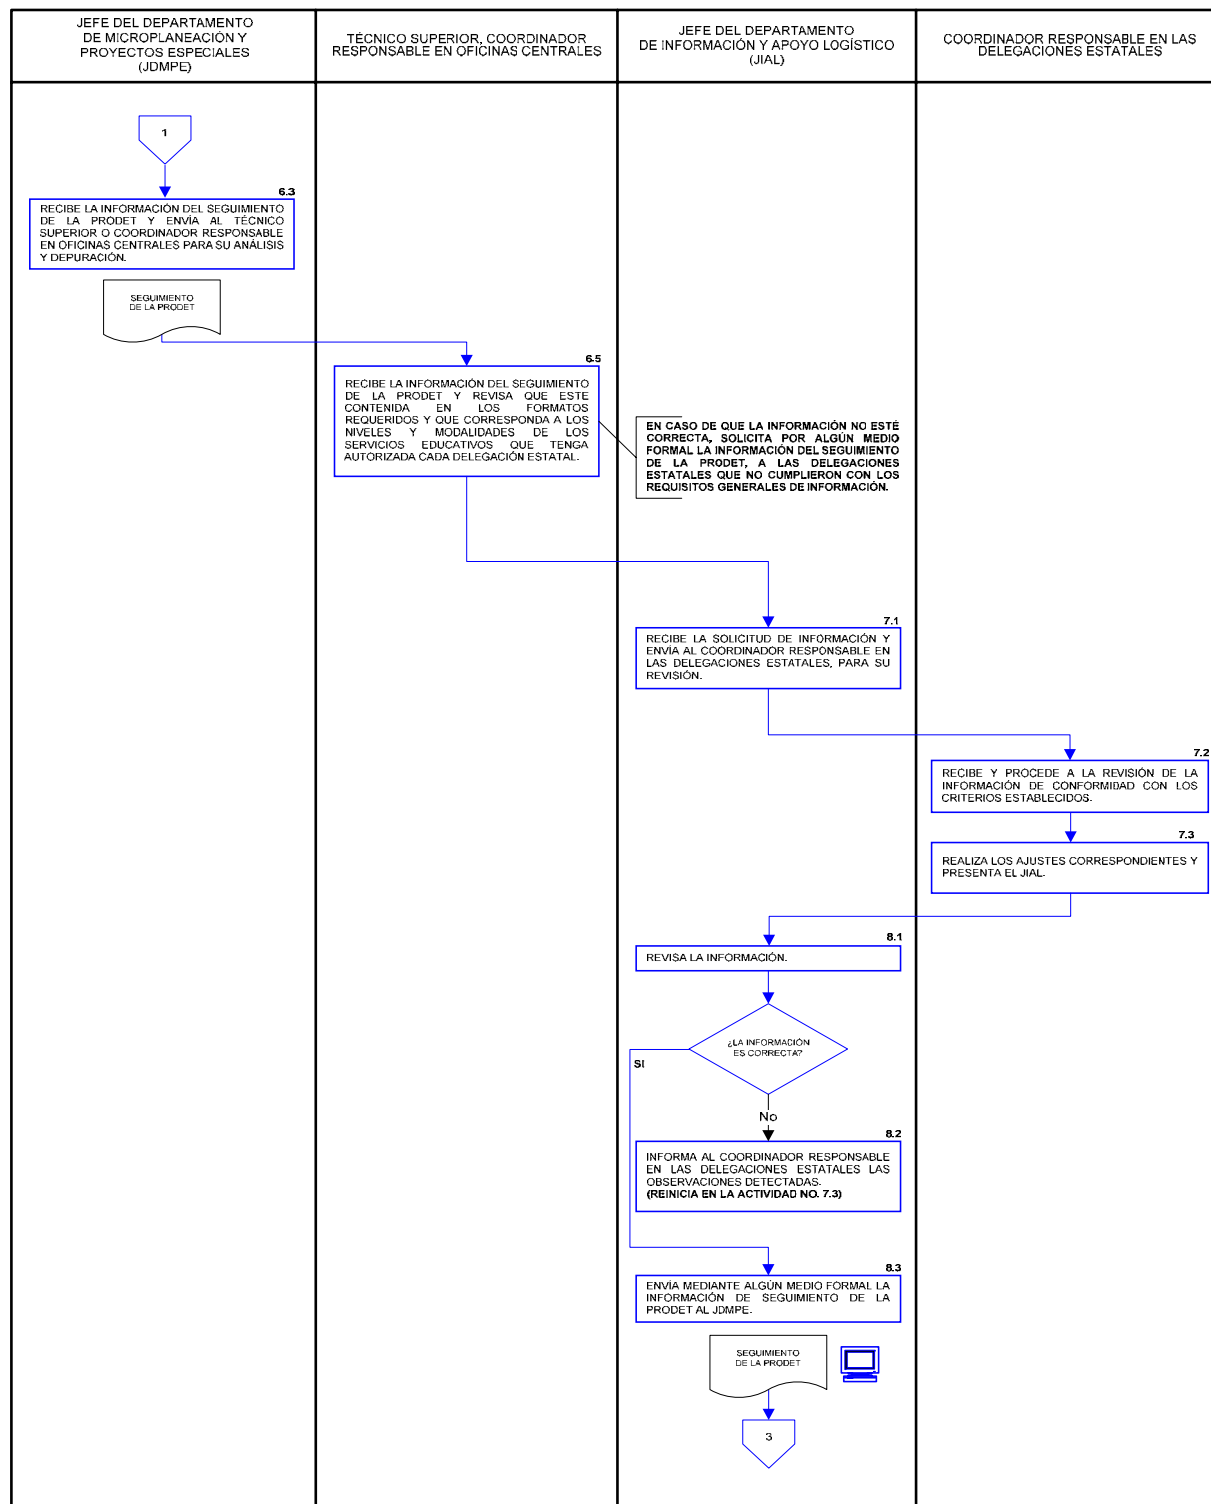 JEFE DEL DEPARTAMENTO
DE MICROPLANEACIÓN Y
PROYECTOS ESPECIALES
(JDMPE)
TÉCNICO SUPERIOR, COORDINADOR
RESPONSABLE EN OFICINAS CENTRALES
JEFE DEL DEPARTAMENTO
DE INFORMACIÓN Y APOYO LOGÍSTICO
(JIAL)
COORDINADOR RESPONSABLE EN LAS
DELEGACIONES ESTATALES
1
6.3
RECIBE LA INFORMACIÓN DEL SEGUIMIENTO
DE LA PRODET Y ENVÍA AL TÉCNICO
SUPERIOR O COORDINADOR RESPONSABLE
EN OFICINAS CENTRALES PARA SU ANÁLISIS
Y DEPURACIÓN.
SEGUIMIENTO
DE LA PRODET
6.5
RECIBE LA INFORMACIÓN DEL SEGUIMIENTO
DE LA PRODET Y REVISA QUE ESTE
CONTENIDA EN LOS FORMATOS
REQUERIDOS Y QUE CORRESPONDA A LOS
NIVELES Y MODALIDADES DE LOS
SERVICIOS EDUCATIVOS QUE TENGA
AUTORIZADA CADA DELEGACIÓN ESTATAL.
EN CASO DE QUE LA INFORMACIÓN NO ESTÉ
CORRECTA, SOLICITA POR ALGÚN MEDIO
FORMAL LA INFORMACIÓN DEL SEGUIMIENTO
DE LA PRODET, A LAS DELEGACIONES
ESTATALES QUE NO CUMPLIERON CON LOS
REQUISITOS GENERALES DE INFORMACIÓN.
7.1
RECIBE LA SOLICITUD DE INFORMACIÓN Y
ENVÍA AL COORDINADOR RESPONSABLE EN
LAS DELEGACIONES ESTATALES, PARA SU
REVISIÓN.
7.2
RECIBE Y PROCEDE A LA REVISIÓN DE LA
INFORMACIÓN DE CONFORMIDAD CON LOS
CRITERIOS ESTABLECIDOS.
7.3
REALIZA LOS AJUSTES CORRESPONDIENTES Y
PRESENTA EL JIAL.
8.1
REVISA LA INFORMACIÓN.
¿LA INFORMACIÓN
ES CORRECTA?
SI
No
8.2
INFORMA AL COORDINADOR RESPONSABLE
EN LAS DELEGACIONES ESTATALES LAS
OBSERVACIONES DETECTADAS.
(REINICIA EN LA ACTIVIDAD NO. 7.3)
8.3
ENVÍA MEDIANTE ALGÚN MEDIO FORMAL LA
INFORMACIÓN DE SEGUIMIENTO DE LA
PRODET AL JDMPE.
SEGUIMIENTO
DE LA PRODET
3